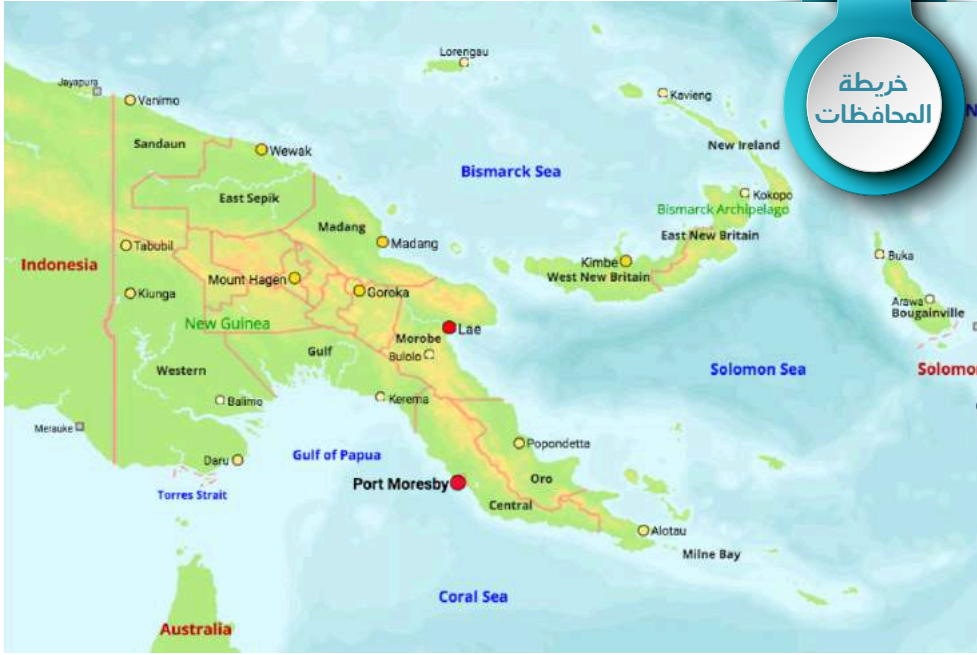 خريطة
المحافظات
N
Lorengau
Jayapura
Vanimo
Kavieng
Sandaun
Wewak
New Ireland
Bismarck Sea
East Sepik
Kokopo
Bismarck Archipelago
Madang
East New Britain
Tabubil
Madang
Buka
Indonesia
Kimbe
Mount Hagen
West New Britain
Kiunga
Goroka
Arawa
Bougainville
New Guinea
Lae
Morobe
Gulf
Bulolo
Western
Solomon Sea
Solomon
Balimo
Kerema
Merauke
Popondetta
Gulf of Papua
Daru
Port Moresby
Oro
Torres Strait
Central
Alotau
Milne Bay
Coral Sea
Australia